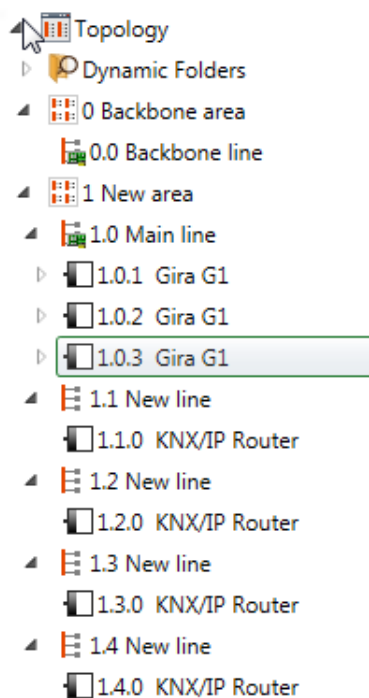 Topology
Dynamic Folders
0 Backbone area
0.0 Backbone line
1 New area
1.0 Main line
1.0.1 Gira G1
1.0.2 Gira G1
1.0.3 Gira G1
1.1 New line
1.1.0 KNX/IP Router
1.2 New line
1.2.0 KNX/IP Router
1.3 New line
1.3.0 KNX/IP Router
1.4 New line
1.4.0 KNX/IP Router